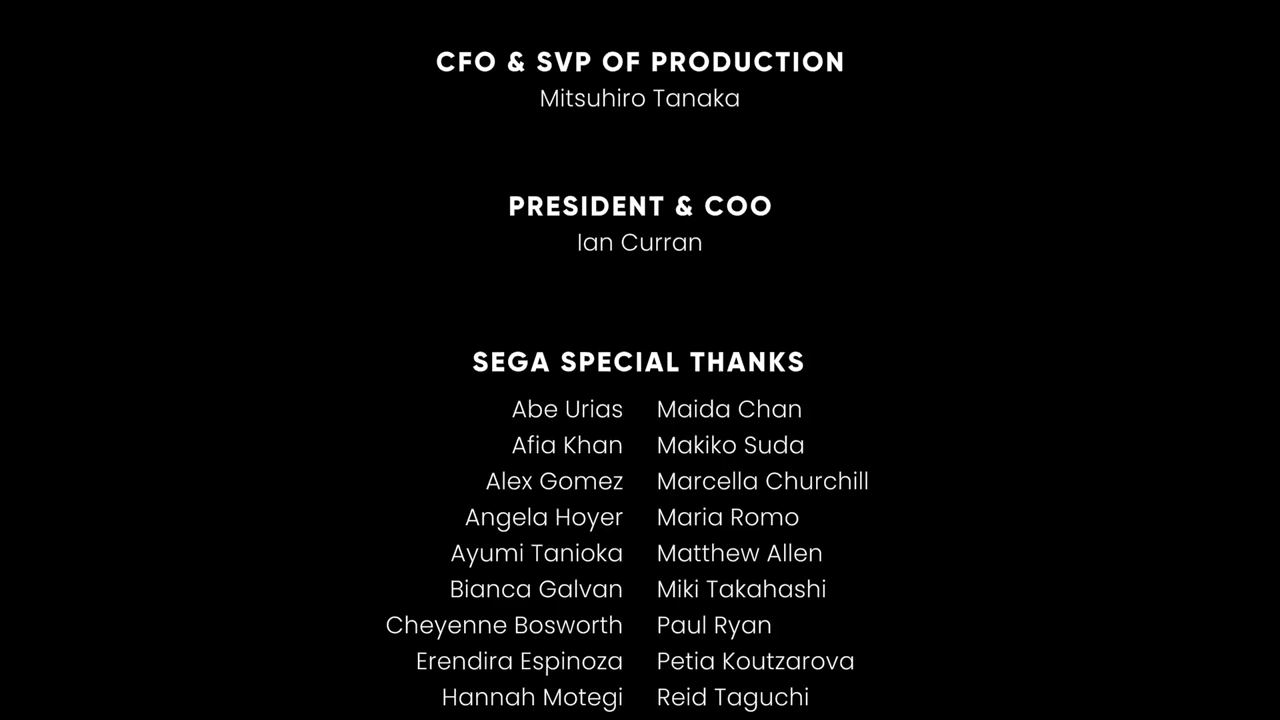 CFO & SVP OF PRODUCTION
Mitsuhiro Tanaka
PRESIDENT & COO
Ian Curran
SEGA SPECIAL THANKS
Abe Urias Maida Chan
Afia Khan Makiko Suda
Alex Gomez Marcella Churchill
Angela Hoyer Maria Romo
Ayumi Tanioka Matthew Allen
Bianca Galvan Miki Takahashi
Cheyenne Bosworth Paul Ryan
Erendira Espinoza Petia Koutzarova
Hannah Motegi Reid Taguchi